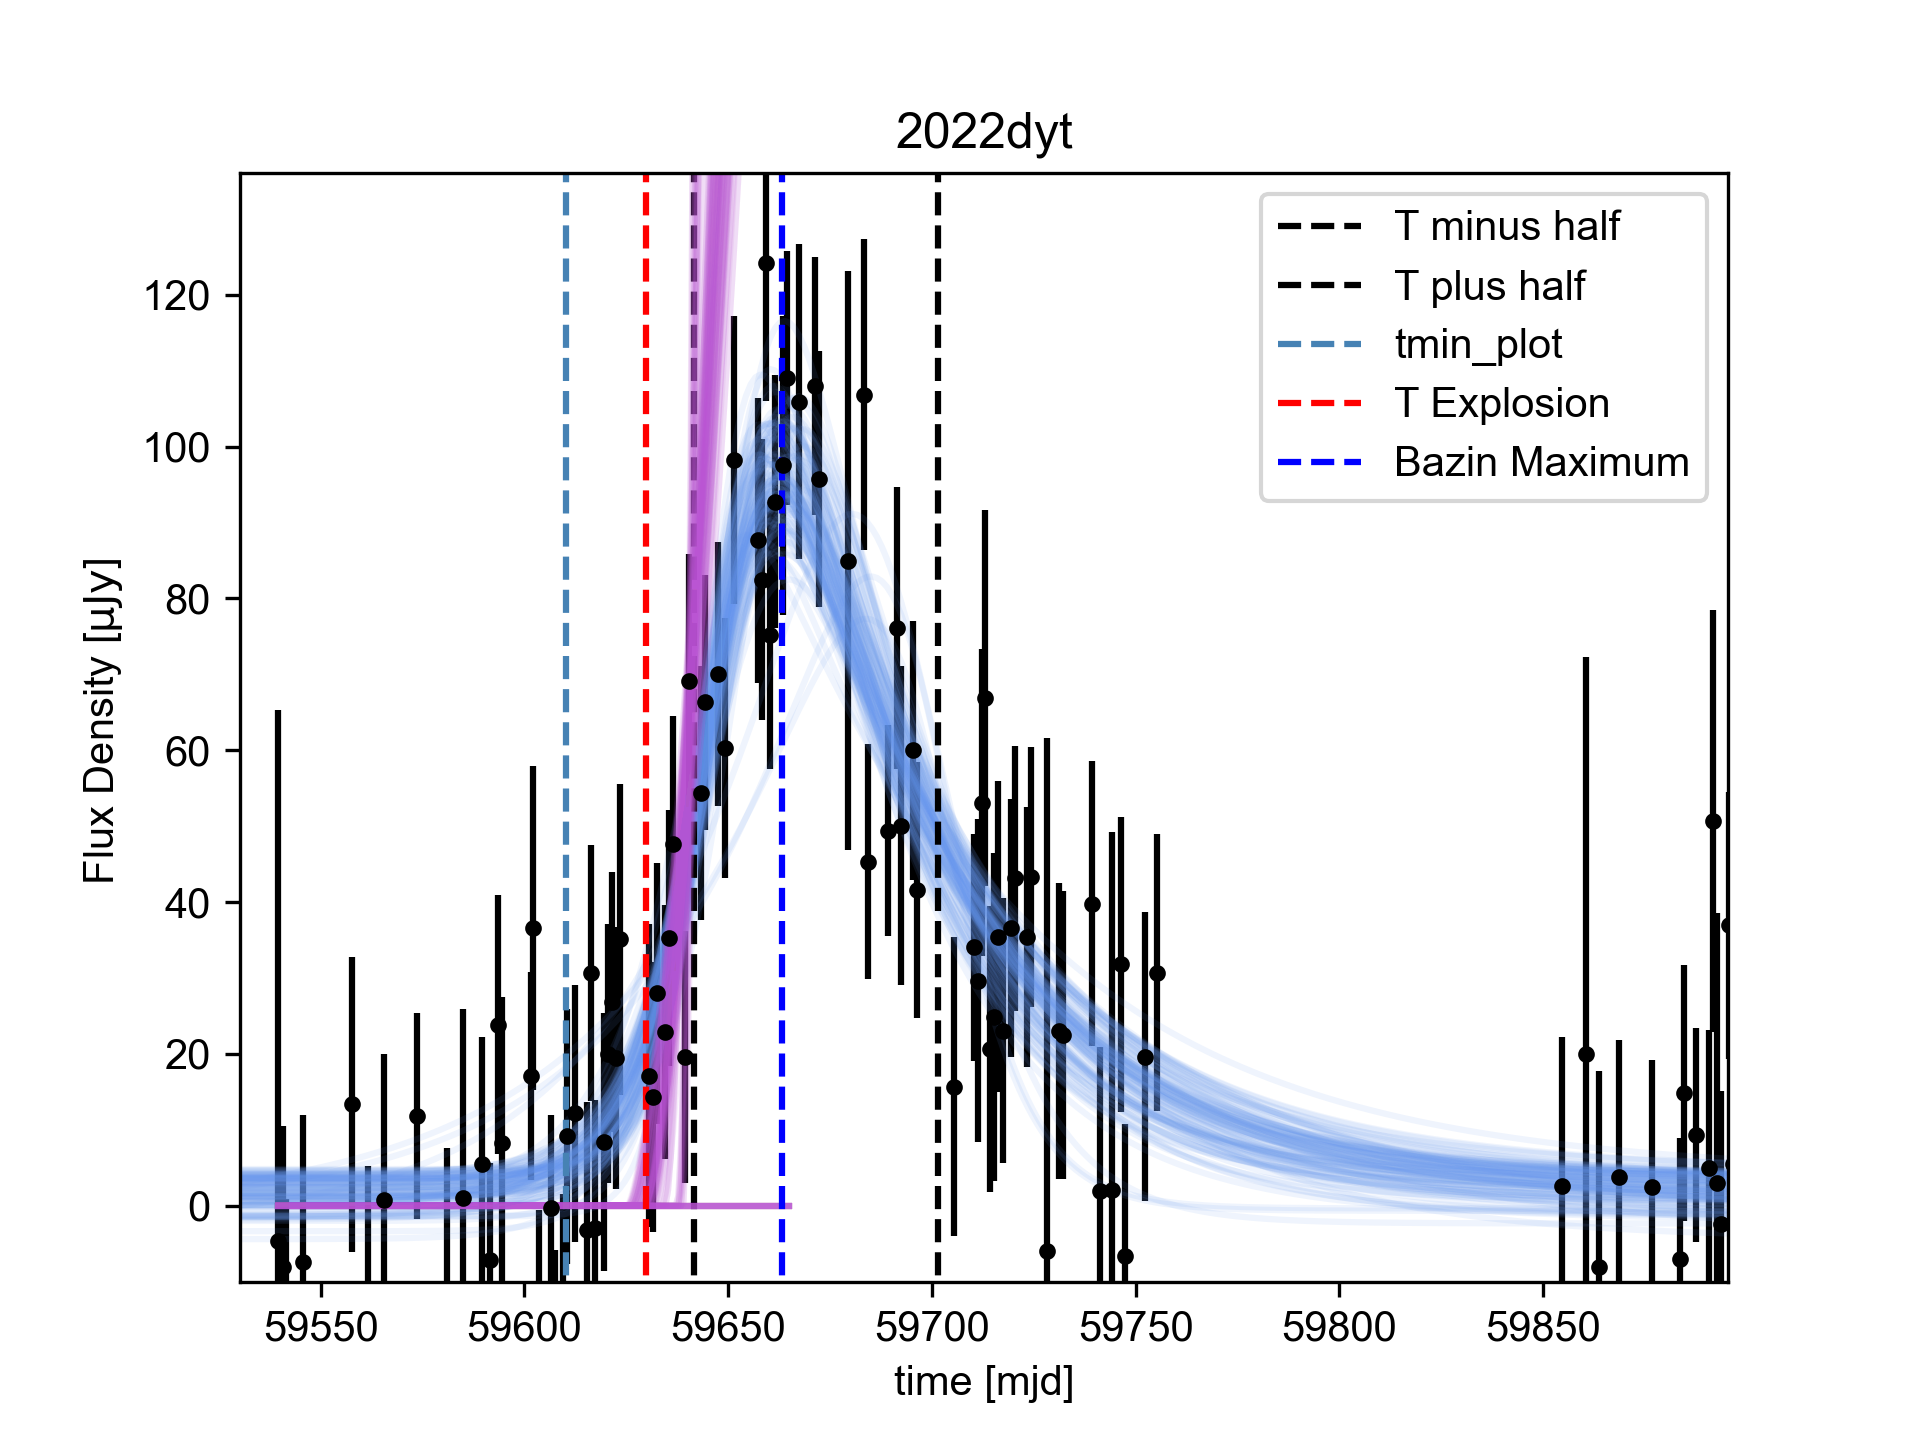 2022dyt
T minus half
T plus half
tmin_plot
T Explosion
Bazin Maximum
Flux Density [μJy]
120
100
80
60
40
20
0
59550 59600 59650 59700 59750 59800 59850
time [mjd]